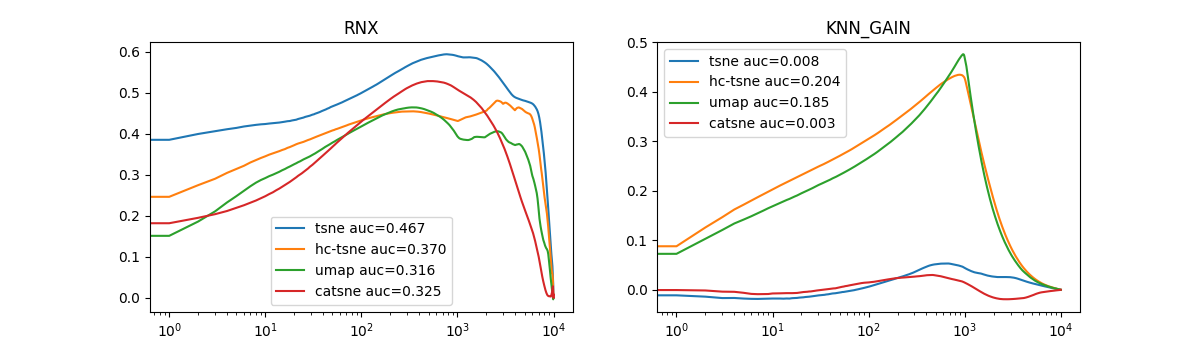 RNX
0.6
0.5
0.4
0.3
0.2
0.1
0.0
tsne auc=0.467
hc-tsne auc=0.370
umap auc=0.316
catsne auc=0.325
10⁰ 10¹ 10² 10³ 10⁴
KNN_GAIN
0.5
0.4
0.3
0.2
0.1
0.0
tsne auc=0.008
hc-tsne auc=0.204
umap auc=0.185
catsne auc=0.003
10⁰ 10¹ 10² 10³ 10⁴